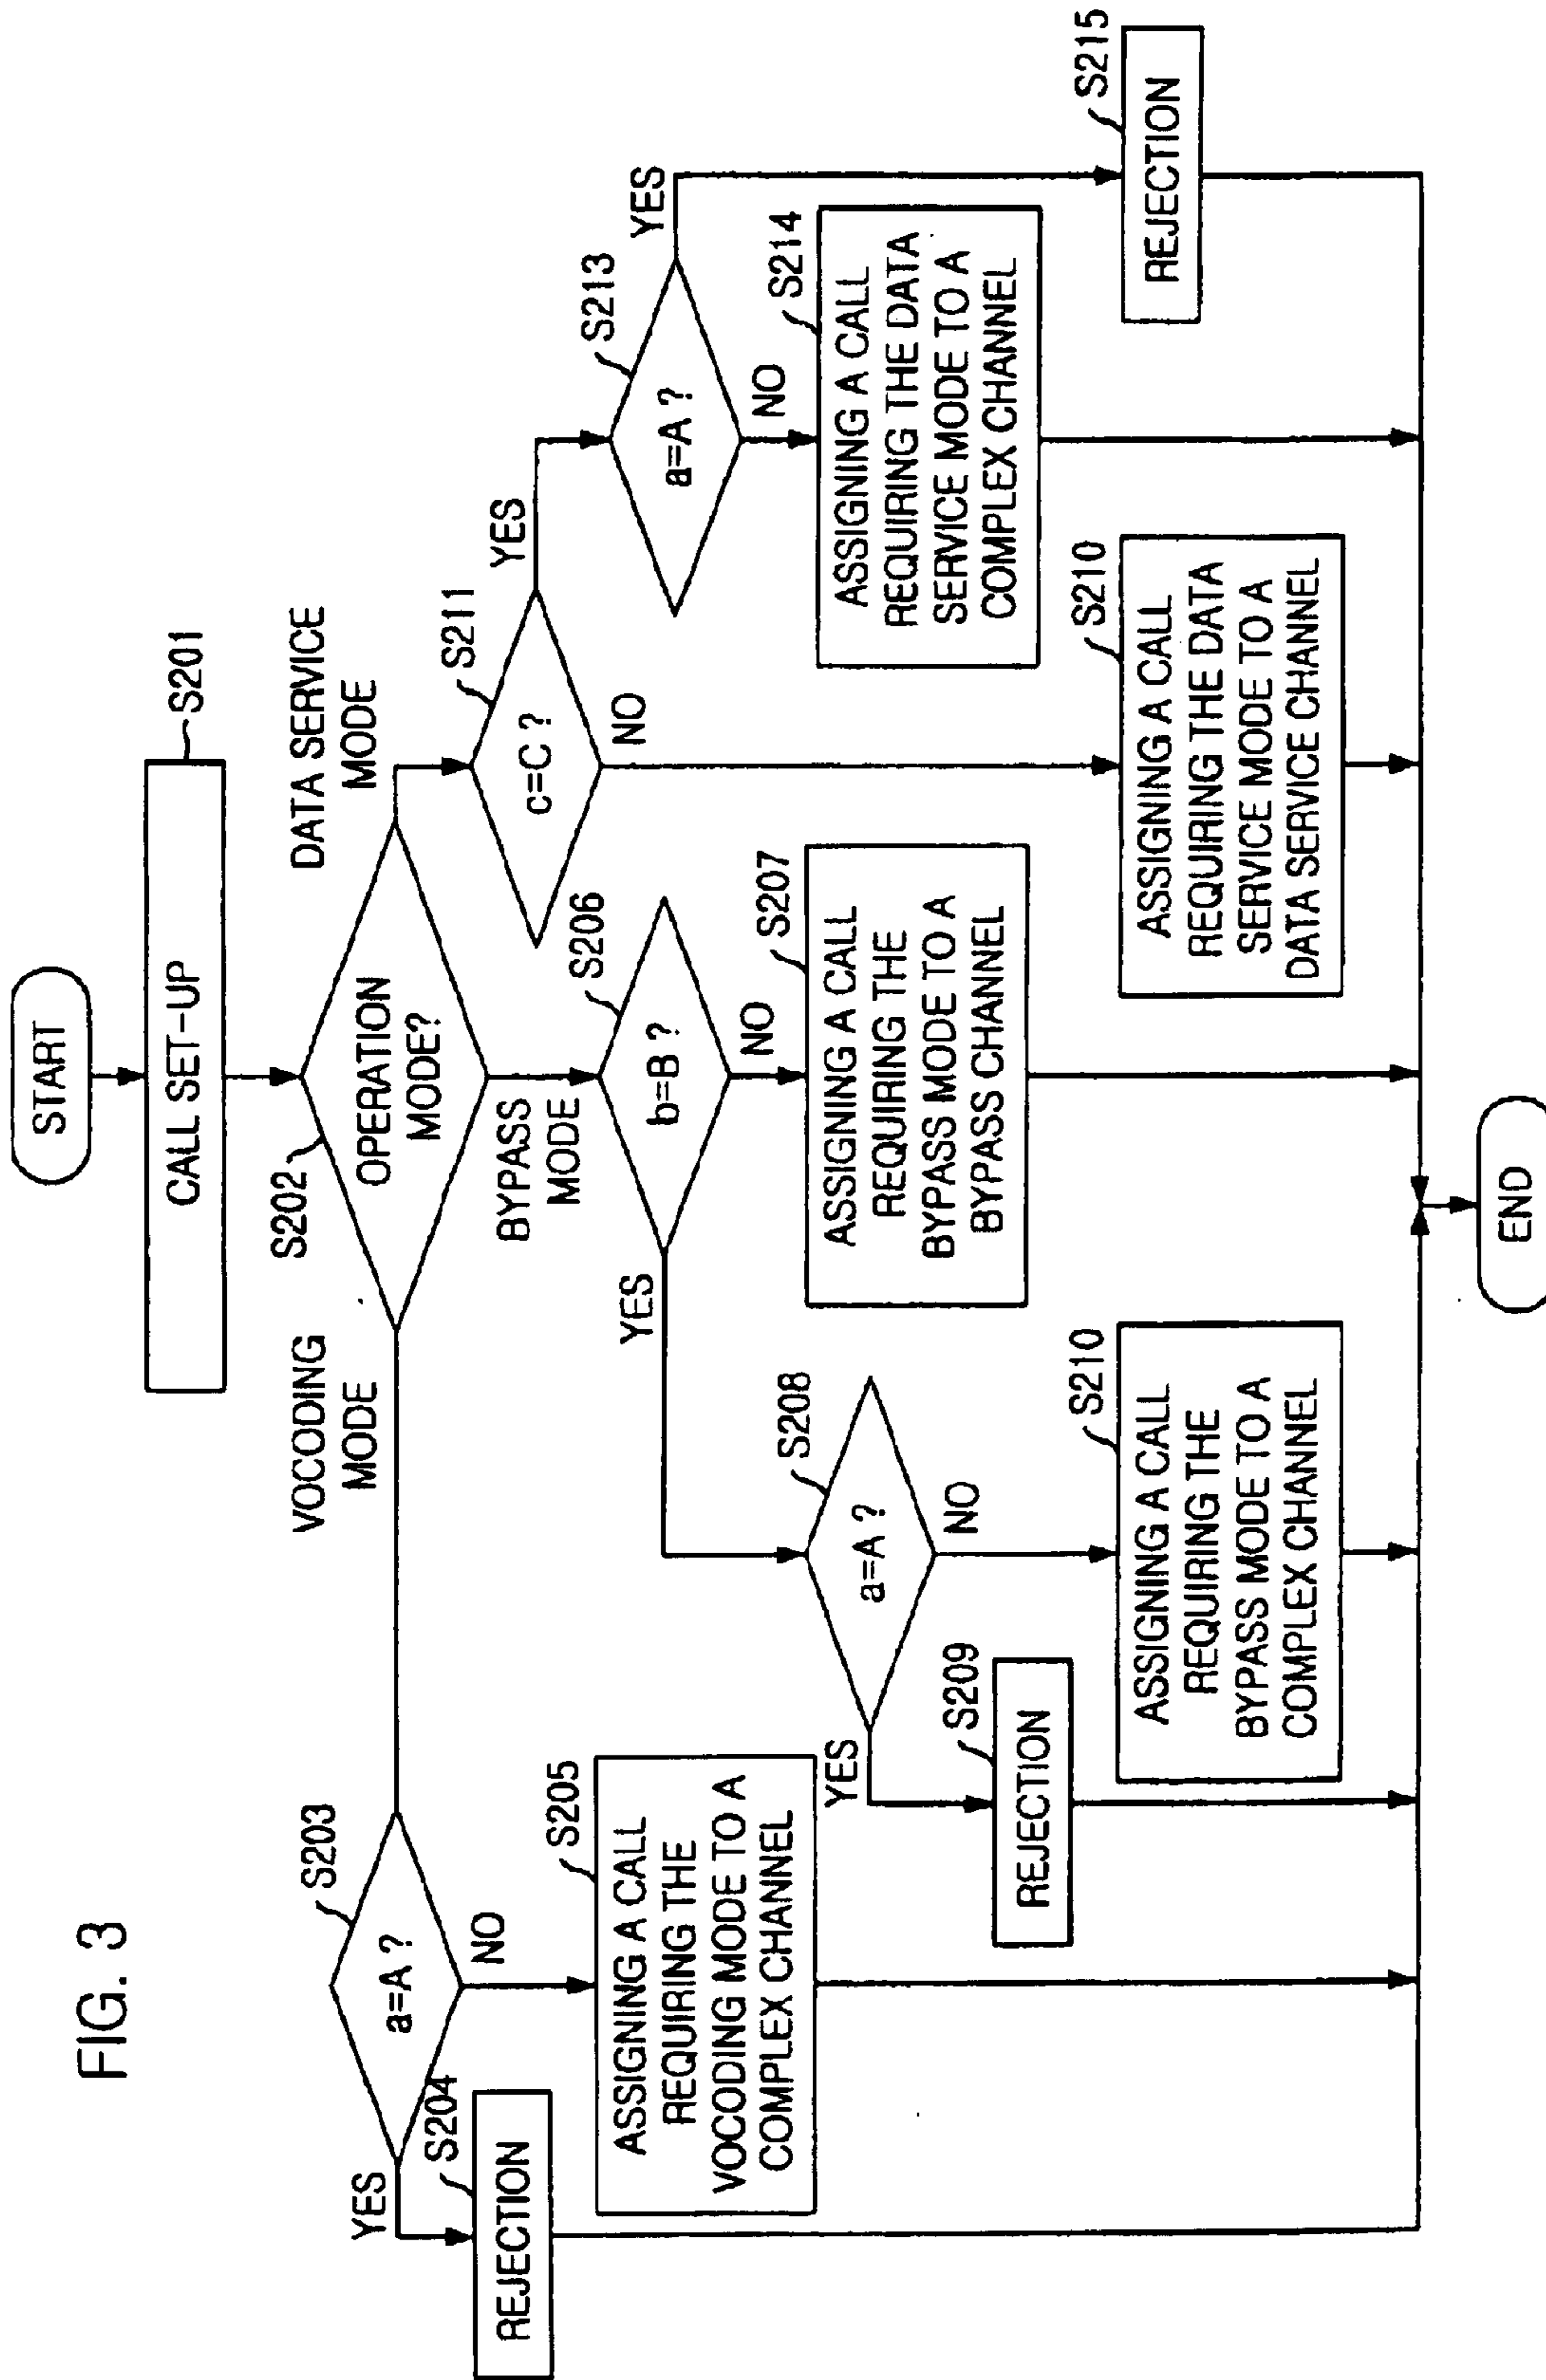 FIG. 3
START
CALL SET-UP
S201
S202
OPERATION
MODE?
VOCODING
MODE
BYPASS
MODE
DATA SERVICE
MODE
S203
a=A ?
YES
NO
S204
REJECTION
S205
ASSIGNING A CALL
REQUIRING THE
VOCODING MODE TO A
COMPLEX CHANNEL
S206
b=B ?
YES
NO
S207
ASSIGNING A CALL
REQUIRING THE
BYPASS MODE TO A
BYPASS CHANNEL
S208
a=A ?
YES
NO
S209
REJECTION
S210
ASSIGNING A CALL
REQUIRING THE
BYPASS MODE TO A
COMPLEX CHANNEL
S211
c=C ?
YES
NO
S210
ASSIGNING A CALL
REQUIRING THE DATA
SERVICE MODE TO A
DATA SERVICE CHANNEL
S213
a=A ?
YES
NO
S214
ASSIGNING A CALL
REQUIRING THE DATA
SERVICE MODE TO A
COMPLEX CHANNEL
S215
REJECTION
END